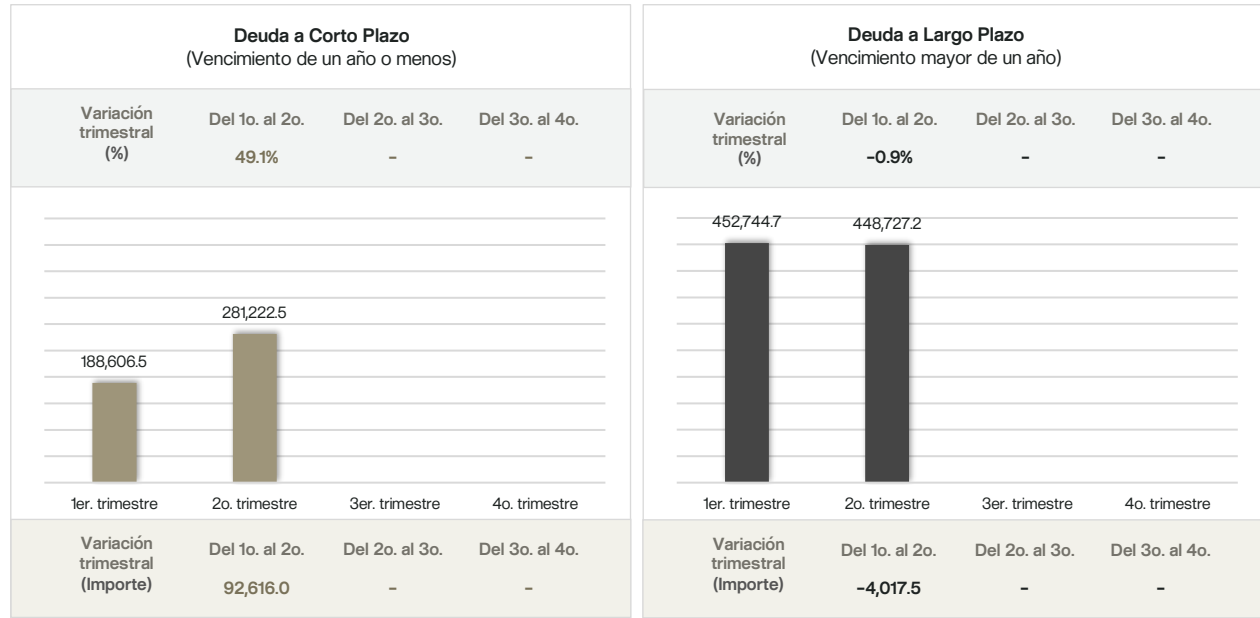 Deuda a Corto Plazo
(Vencimiento de un año o menos)
Variación
trimestral
(%)
Del 1o. al 2o.
Del 2o. al 3o.
Del 3o. al 4o.
49.1%
–
–
188,606.5
281,222.5
1er. trimestre
2o. trimestre
3er. trimestre
4o. trimestre
Variación
trimestral
(Importe)
Del 1o. al 2o.
Del 2o. al 3o.
Del 3o. al 4o.
92,616.0
–
–
Deuda a Largo Plazo
(Vencimiento mayor de un año)
Variación
trimestral
(%)
Del 1o. al 2o.
Del 2o. al 3o.
Del 3o. al 4o.
–0.9%
–
–
452,744.7
448,727.2
1er. trimestre
2o. trimestre
3er. trimestre
4o. trimestre
Variación
trimestral
(Importe)
Del 1o. al 2o.
Del 2o. al 3o.
Del 3o. al 4o.
–4,017.5
–
–